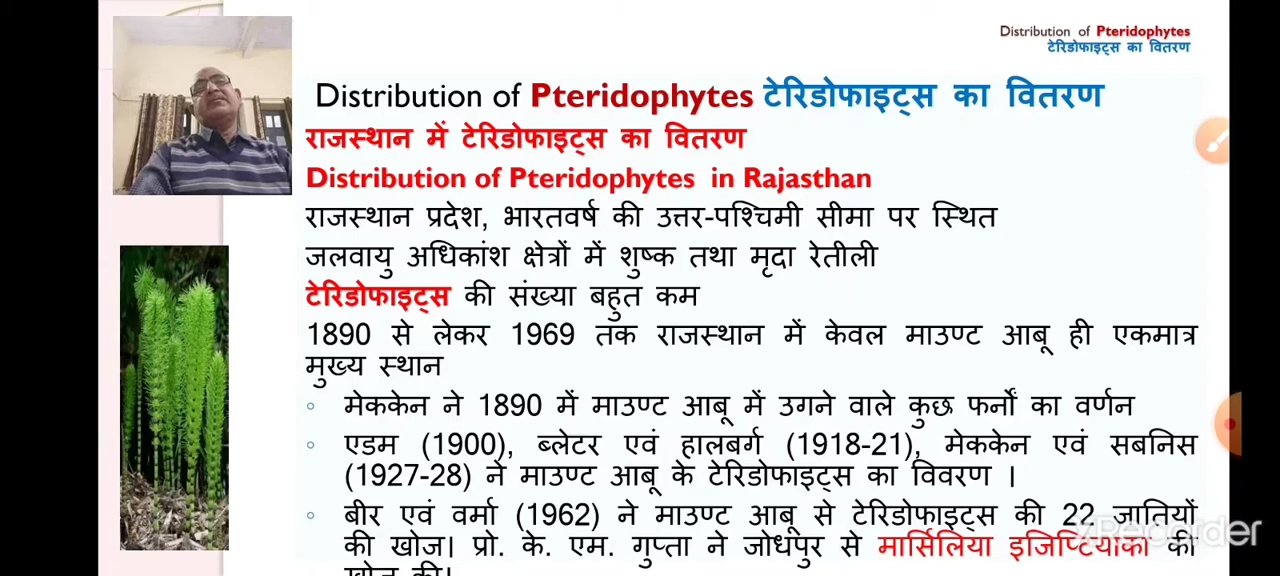 Distribution of Pteridophytes
टेरिडोफाइट्स का वितरण
Distribution of Pteridophytes टेरिडोफाइट्स का वितरण
राजस्थान में टेरिडोफाइट्स का वितरण
Distribution of Pteridophytes in Rajasthan
राजस्थान प्रदेश, भारतवर्ष की उत्तर-पश्चिमी सीमा पर स्थित
जलवायु अधिकांश क्षेत्रों में शुष्क तथा मृदा रेतीली
टेरिडोफाइट्स की संख्या बहुत कम
1890 से लेकर 1969 तक राजस्थान में केवल माउण्ट आबू ही एकमात्र
मुख्य स्थान
◦ मेककेन ने 1890 में माउण्ट आबू में उगने वाले कुछ फर्नों का वर्णन
◦ एडम (1900), ब्लेटर एवं हालबर्ग (1918-21), मेककेन एवं सबनिस
(1927-28) ने माउण्ट आबू के टेरिडोफाइट्स का विवरण ।
◦ बीर एवं वर्मा (1962) ने माउण्ट आबू से टेरिडोफाइट्स की 22 जातियों
की खोज। प्रो. के. एम. गुप्ता ने जोधपुर से मार्सिलिया इजिप्टियाका की
खोज की।
zRecorder